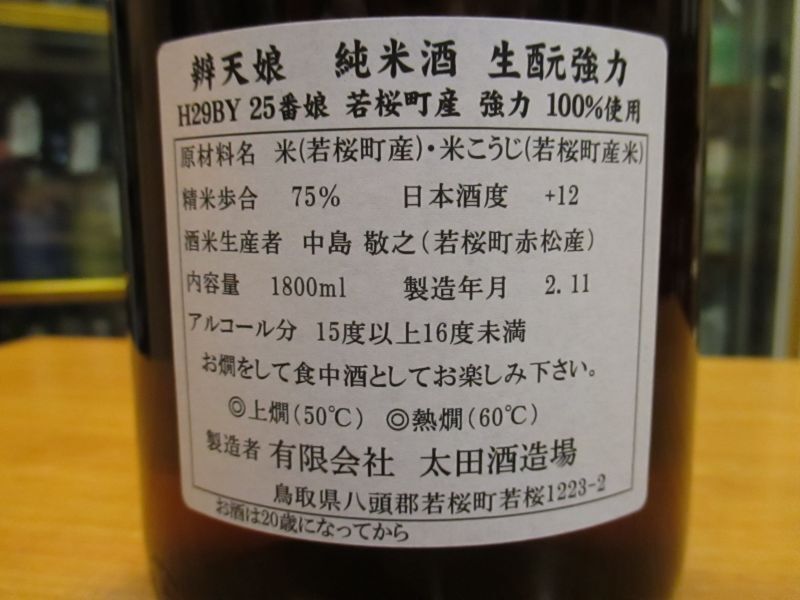 辨天娘 純米酒 生酛強力
H29BY 25番娘 若桜町産 強力 100%使用
原材料名 米(若桜町産)・米こうじ(若桜町産米)
精米歩合 75% 日本酒度 +12
酒米生産者 中島 敬之(若桜町赤松産)
内容量 1800ml 製造年月 2.11
アルコール分 15度以上16度未満
お燗をして食中酒としてお楽しみ下さい。
◎上燗(50℃) ◎熱燗(60℃)
製造者 有限会社 太田酒造場
鳥取県八頭郡若桜町若桜1223-2
お酒は20歳になってから